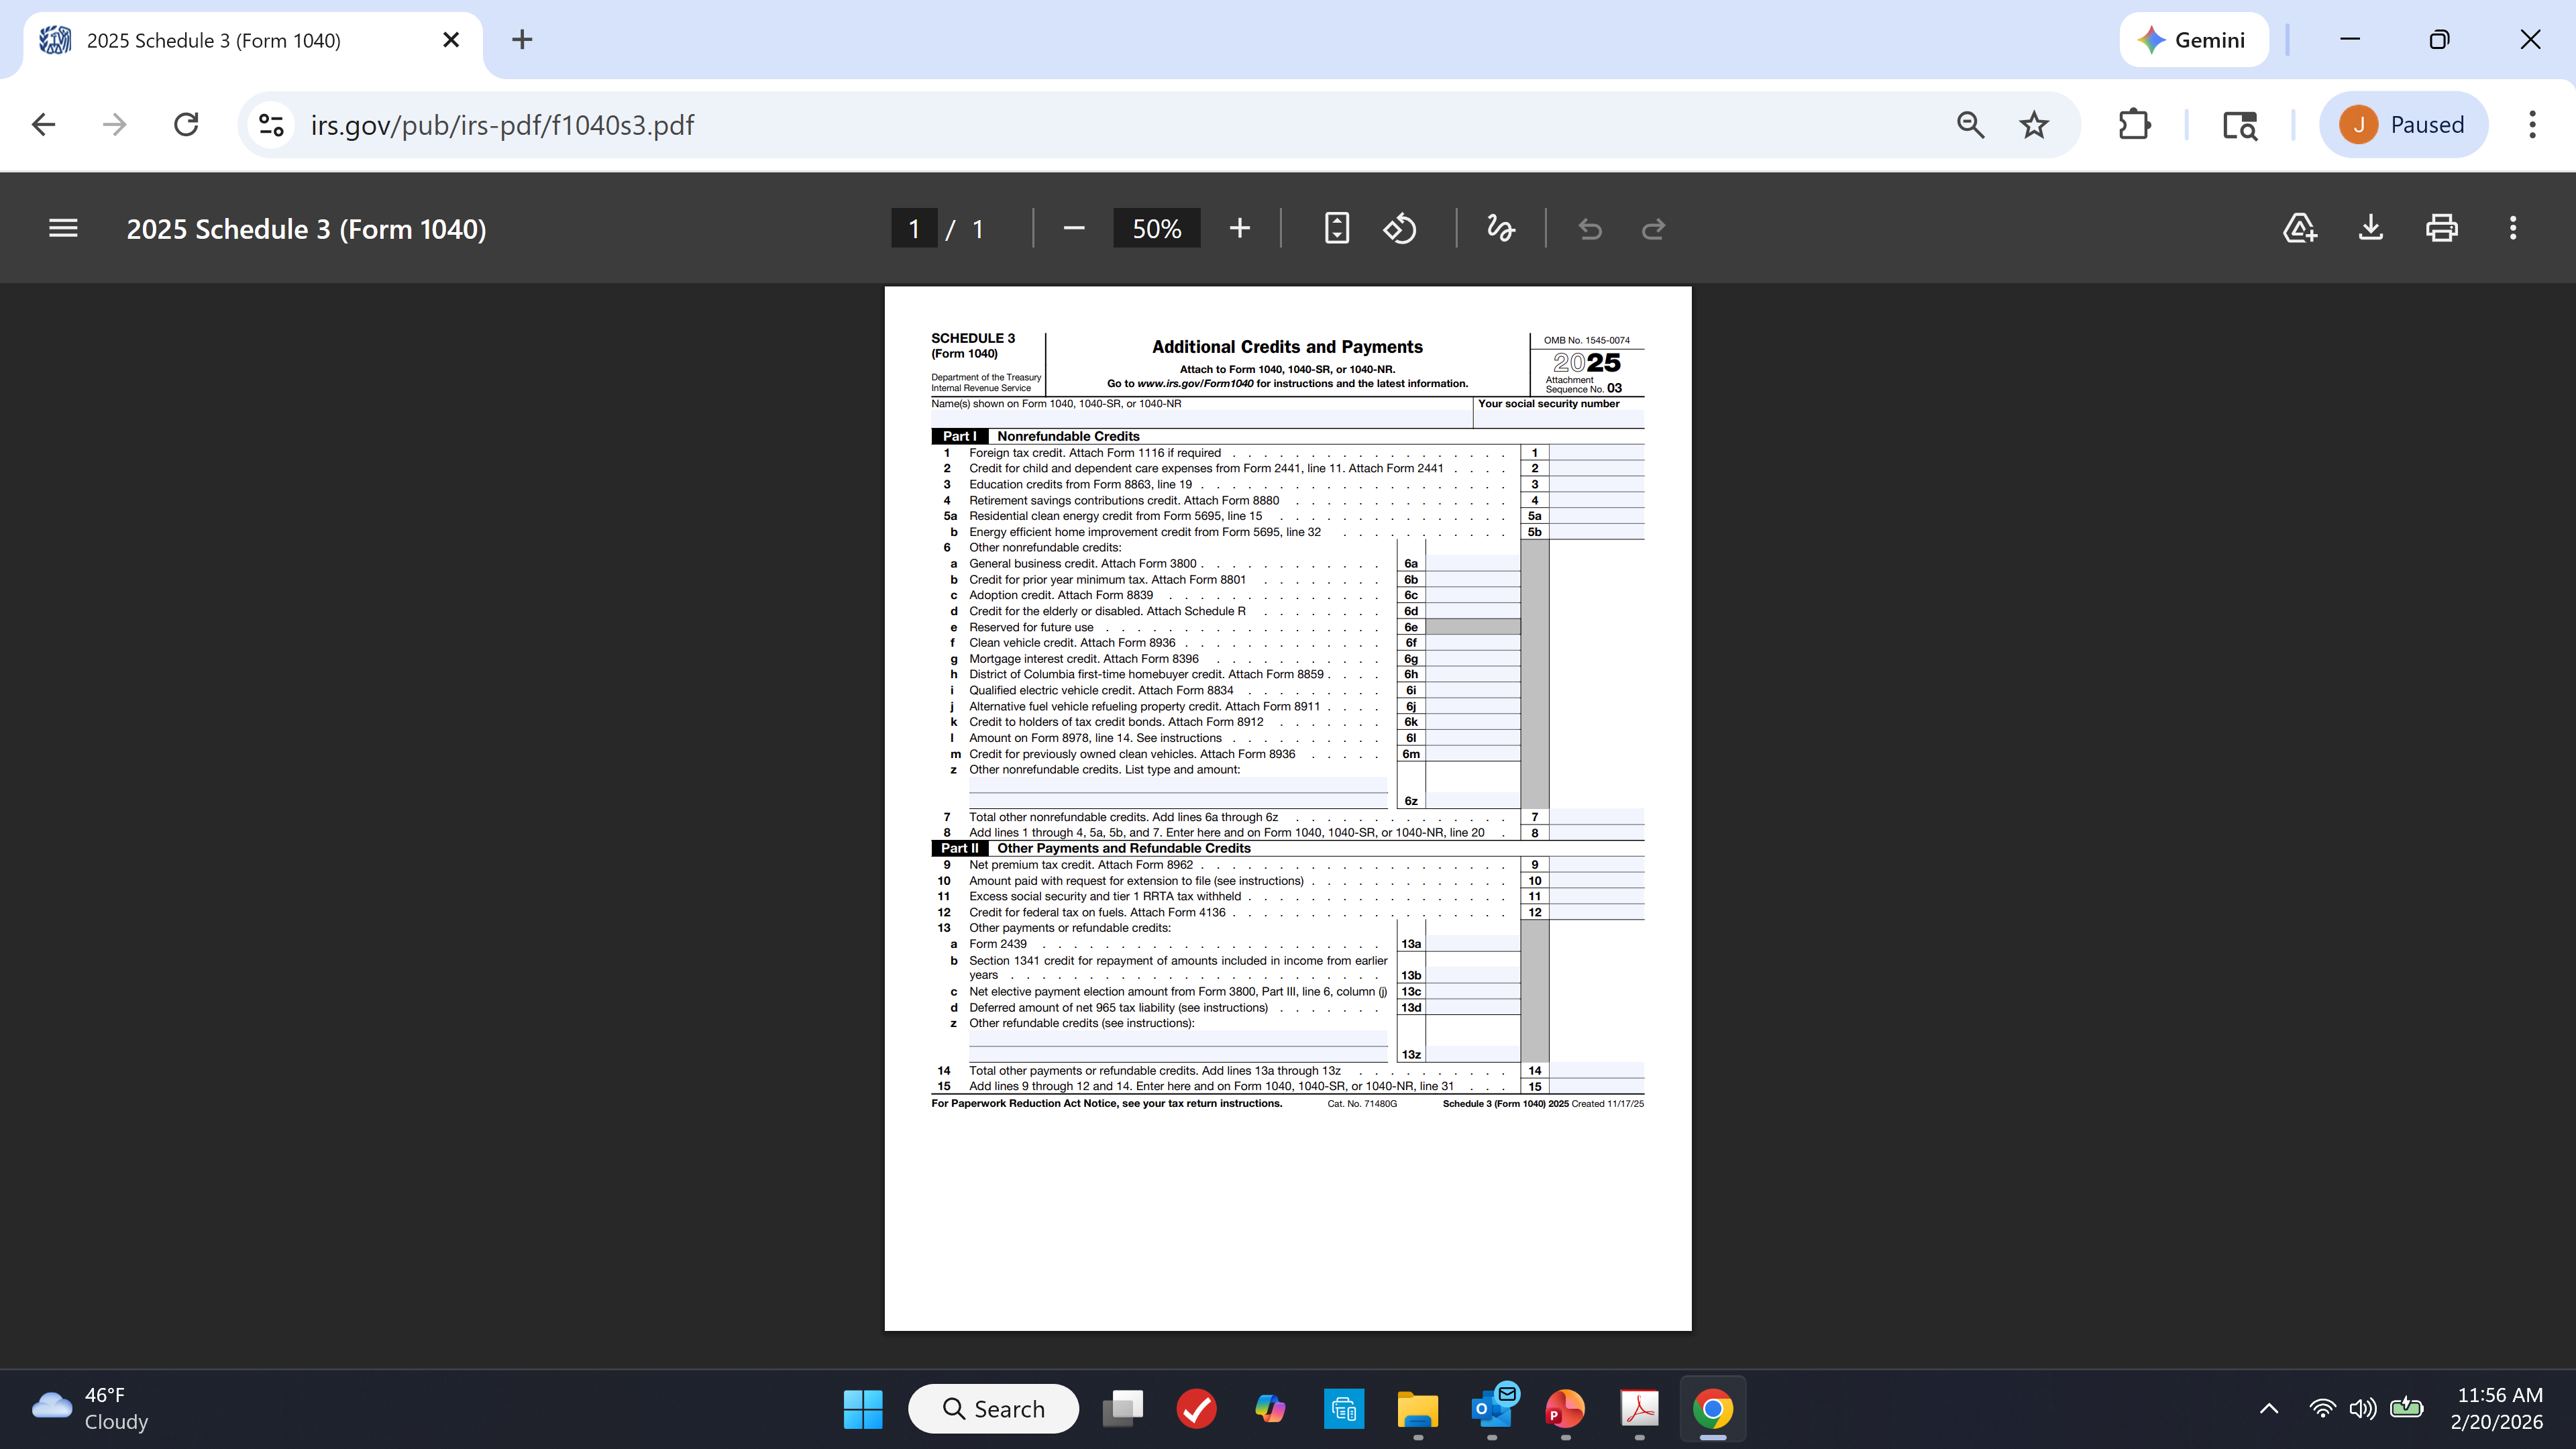 2025 Schedule 3 (Form 1040)
Gemini
irs.gov/pub/irs-pdf/f1040s3.pdf
J
Paused
2025 Schedule 3 (Form 1040)
1 / 1
50%
SCHEDULE 3
(Form 1040)
Department of the Treasury
Internal Revenue Service
Additional Credits and Payments
Attach to Form 1040, 1040-SR, or 1040-NR.
Go to www.irs.gov/Form1040 for instructions and the latest information.
OMB No. 1545-0074
2025
Attachment
Sequence No. 03
Name(s) shown on Form 1040, 1040-SR, or 1040-NR
Your social security number
Part I Nonrefundable Credits
1 Foreign tax credit. Attach Form 1116 if required . . . . . . . . . . . . . . . . . . 1
2 Credit for child and dependent care expenses from Form 2441, line 11. Attach Form 2441 . . . . 2
3 Education credits from Form 8863, line 19 . . . . . . . . . . . . . . . . . . . . 3
4 Retirement savings contributions credit. Attach Form 8880 . . . . . . . . . . . . . . 4
5a Residential clean energy credit from Form 5695, line 15 . . . . . . . . . . . . . . . 5a
b Energy efficient home improvement credit from Form 5695, line 32 . . . . . . . . . . . 5b
6 Other nonrefundable credits:
a General business credit. Attach Form 3800 . . . . . . . . . . . . 6a
b Credit for prior year minimum tax. Attach Form 8801 . . . . . . . . 6b
c Adoption credit. Attach Form 8839 . . . . . . . . . . . . . . 6c
d Credit for the elderly or disabled. Attach Schedule R . . . . . . . . 6d
e Reserved for future use . . . . . . . . . . . . . . . . . . 6e
f Clean vehicle credit. Attach Form 8936 . . . . . . . . . . . . . 6f
g Mortgage interest credit. Attach Form 8396 . . . . . . . . . . . 6g
h District of Columbia first-time homebuyer credit. Attach Form 8859 . . . . 6h
i Qualified electric vehicle credit. Attach Form 8834 . . . . . . . . . 6i
j Alternative fuel vehicle refueling property credit. Attach Form 8911 . . . . 6j
k Credit to holders of tax credit bonds. Attach Form 8912 . . . . . . . 6k
l Amount on Form 8978, line 14. See instructions . . . . . . . . . . 6l
m Credit for previously owned clean vehicles. Attach Form 8936 . . . . . 6m
z Other nonrefundable credits. List type and amount:
6z
7 Total other nonrefundable credits. Add lines 6a through 6z . . . . . . . . . . . . . . 7
8 Add lines 1 through 4, 5a, 5b, and 7. Enter here and on Form 1040, 1040-SR, or 1040-NR, line 20 . 8
Part II Other Payments and Refundable Credits
9 Net premium tax credit. Attach Form 8962 . . . . . . . . . . . . . . . . . . . . 9
10 Amount paid with request for extension to file (see instructions) . . . . . . . . . . . . . 10
11 Excess social security and tier 1 RRTA tax withheld . . . . . . . . . . . . . . . . . 11
12 Credit for federal tax on fuels. Attach Form 4136 . . . . . . . . . . . . . . . . . . 12
13 Other payments or refundable credits:
a Form 2439 . . . . . . . . . . . . . . . . . . . . . . 13a
b Section 1341 credit for repayment of amounts included in income from earlier
years . . . . . . . . . . . . . . . . . . . . . . . . 13b
c Net elective payment election amount from Form 3800, Part III, line 6, column (j) 13c
d Deferred amount of net 965 tax liability (see instructions) . . . . . . . 13d
z Other refundable credits (see instructions):
13z
14 Total other payments or refundable credits. Add lines 13a through 13z . . . . . . . . . . 14
15 Add lines 9 through 12 and 14. Enter here and on Form 1040, 1040-SR, or 1040-NR, line 31 . . . 15
For Paperwork Reduction Act Notice, see your tax return instructions. Cat. No. 71480G Schedule 3 (Form 1040) 2025 Created 11/17/25
46°F
Cloudy
Search
11:56 AM
2/20/2026